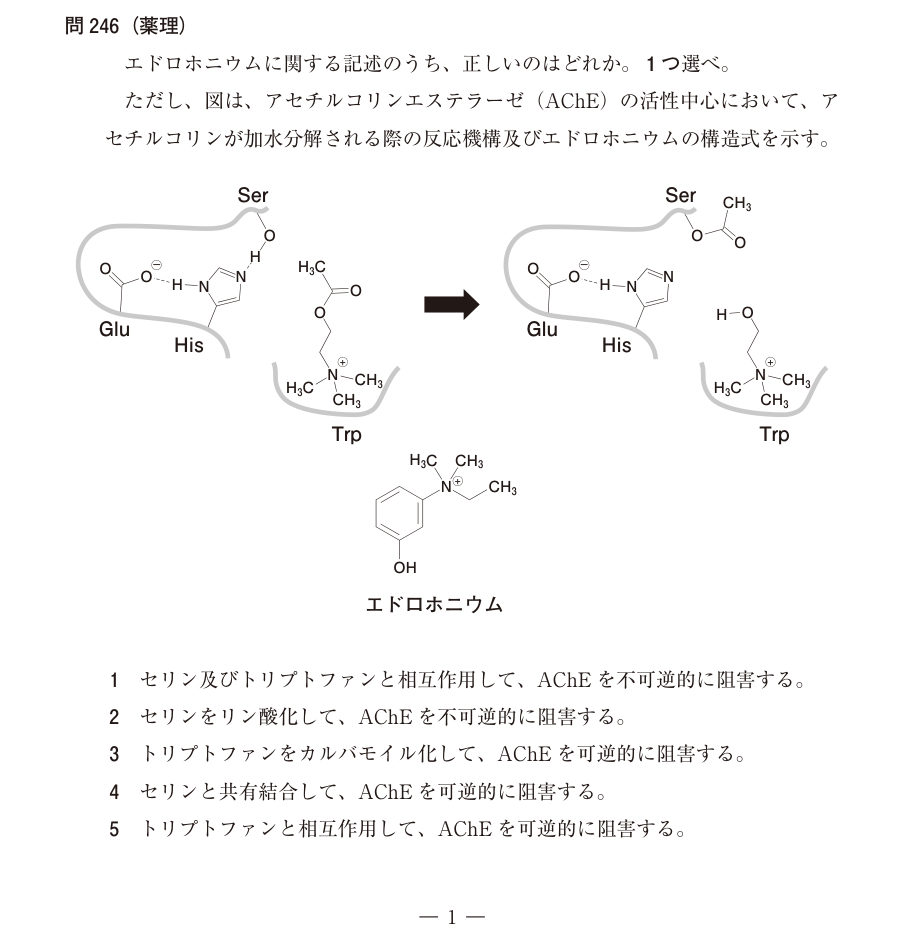 問 246（薬理）
エドロホニウムに関する記述のうち、正しいのはどれか。1つ選べ。
ただし、図は、アセチルコリンエステラーゼ（AChE）の活性中心において、ア
セチルコリンが加水分解される際の反応機構及びエドロホニウムの構造式を示す。
Ser
O
H
O
O
⊖
H
N
N
Glu
His
H₃C
O
O
N
⊕
H₃C
CH₃
CH₃
Trp
Ser
CH₃
O
O
O
O
⊖
H
N
N
Glu
His
H
O
N
⊕
H₃C
CH₃
CH₃
Trp
H₃C
CH₃
N
⊕
CH₃
OH
エドロホニウム
1 セリン及びトリプトファンと相互作用して、AChE を不可逆的に阻害する。
2 セリンをリン酸化して、AChE を不可逆的に阻害する。
3 トリプトファンをカルバモイル化して、AChE を可逆的に阻害する。
4 セリンと共有結合して、AChE を可逆的に阻害する。
5 トリプトファンと相互作用して、AChE を可逆的に阻害する。
― 1 ―